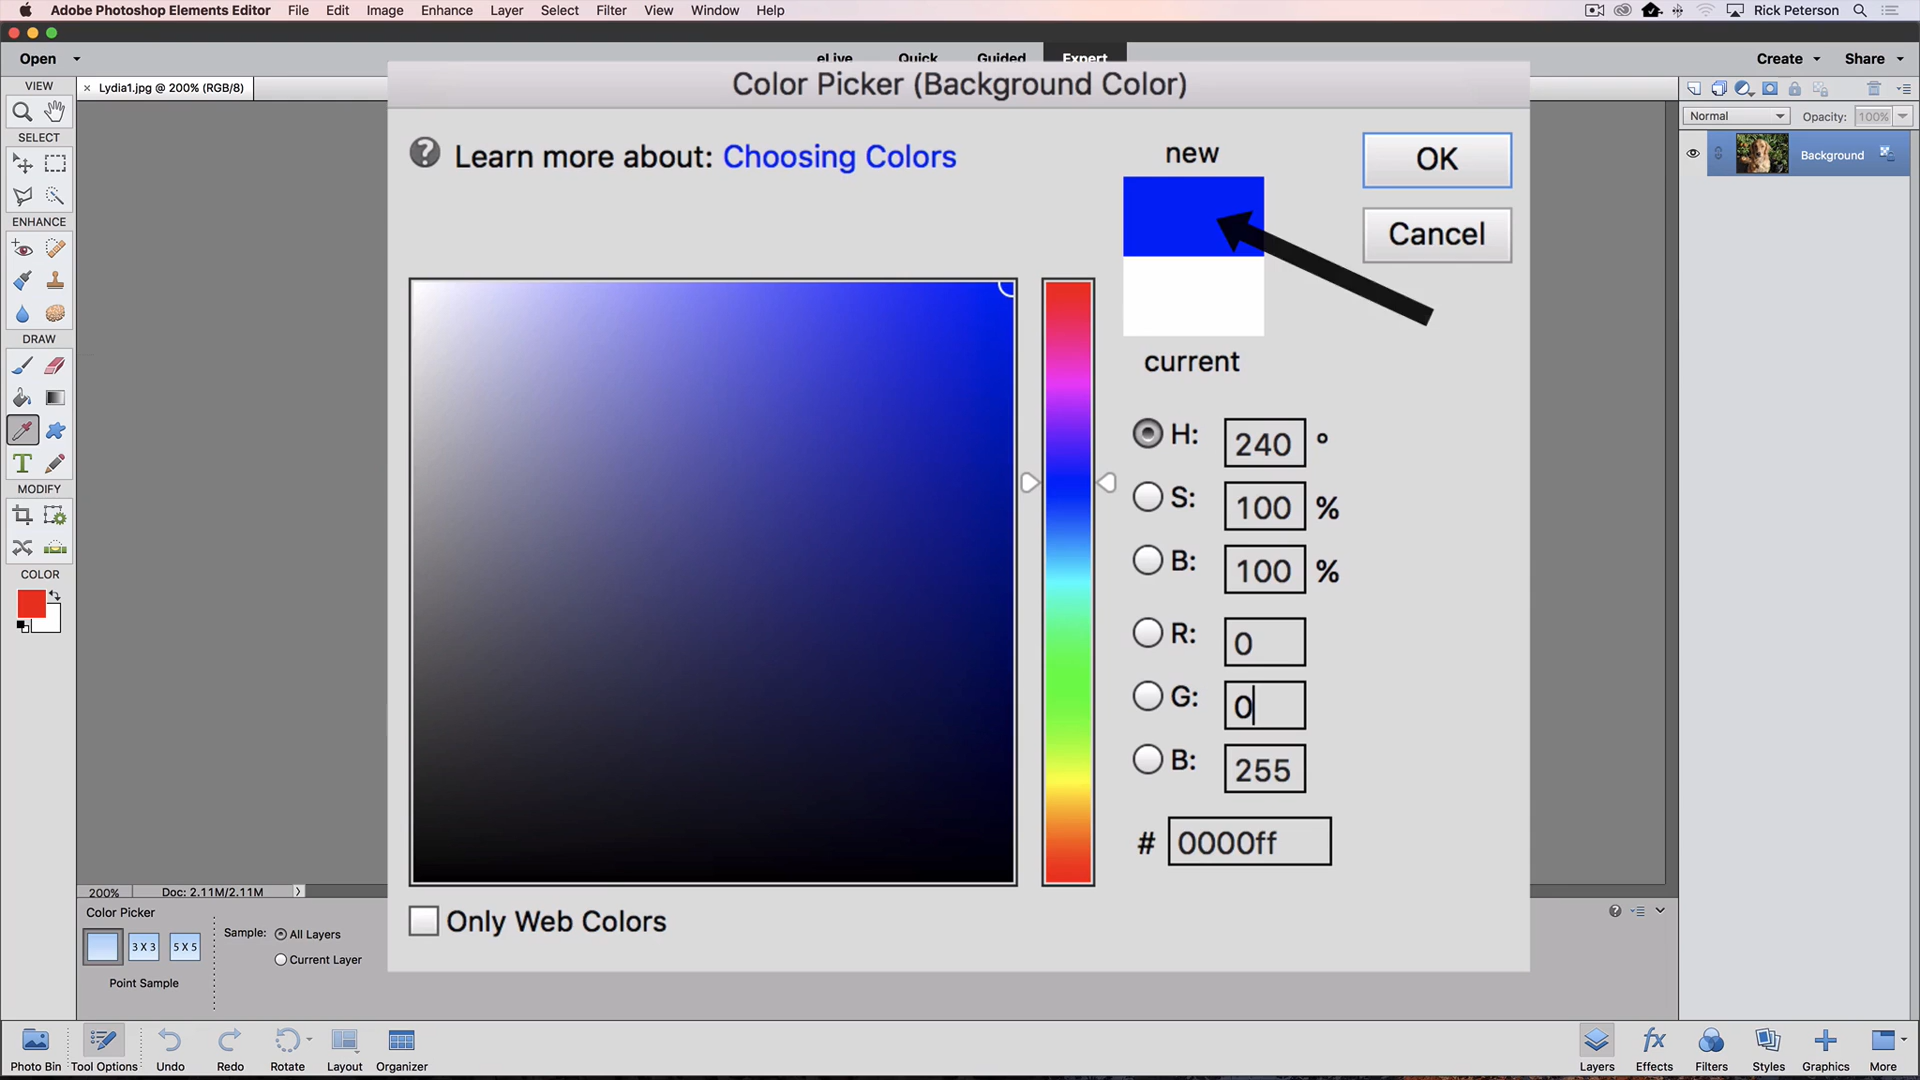 Adobe Photoshop Elements Editor File Edit Image Enhance Layer Select Filter View Window Help Rick Peterson
Open eLive Quick Guided Expert Create Share
Color Picker (Background Color)
VIEW
× Lydia1.jpg @ 200% (RGB/8)
Normal Opacity: 100%
SELECT
? Learn more about: Choosing Colors
new
OK
Background
ENHANCE
Cancel
DRAW
current
H: 240 °
T
MODIFY
S: 100 %
B: 100 %
COLOR
R: 0
G: 0
B: 255
# 0000ff
200% Doc: 2.11M/2.11M
Only Web Colors
Color Picker
Sample: All Layers
3 X 3 5 X 5
Current Layer
Point Sample
Photo Bin Tool Options Undo Redo Rotate Layout Organizer
fx
Layers Effects Filters Styles Graphics More